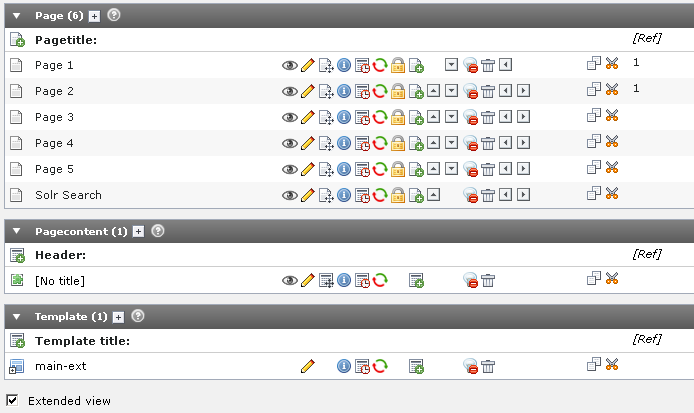 Page (6)
Pagetitle: [Ref]
Page 1 1
Page 2 1
Page 3
Page 4
Page 5
Solr Search
Pagecontent (1)
Header: [Ref]
[No title]
Template (1)
Template title: [Ref]
main-ext
Extended view